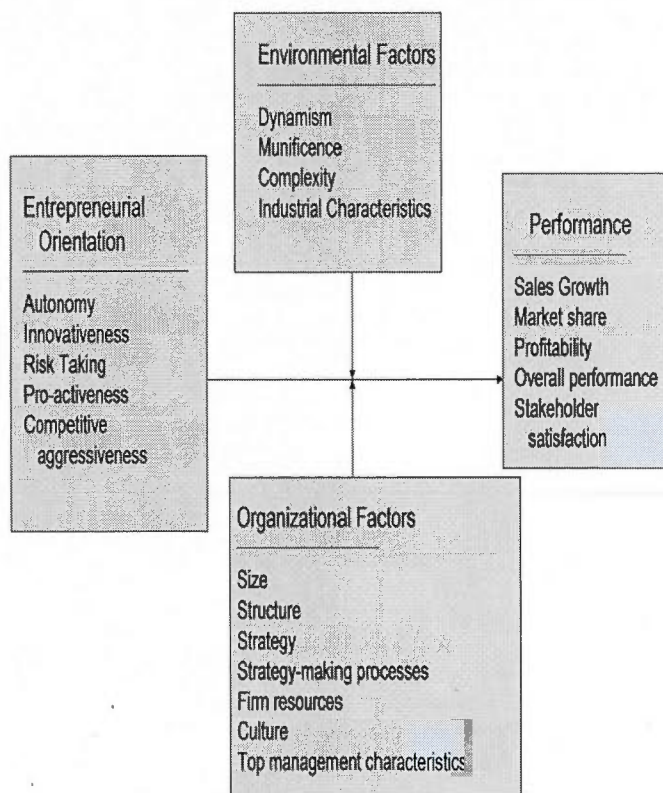 Environmental Factors
Dynamism
Munificence
Complexity
Industrial Characteristics
Entrepreneurial
Orientation
Autonomy
Innovativeness
Risk Taking
Pro-activeness
Competitive
aggressiveness
Performance
Sales Growth
Market share
Profitability
Overall performance
Stakeholder
satisfaction
Organizational Factors
Size
Structure
Strategy
Strategy-making processes
Firm resources
Culture
Top management characteristics